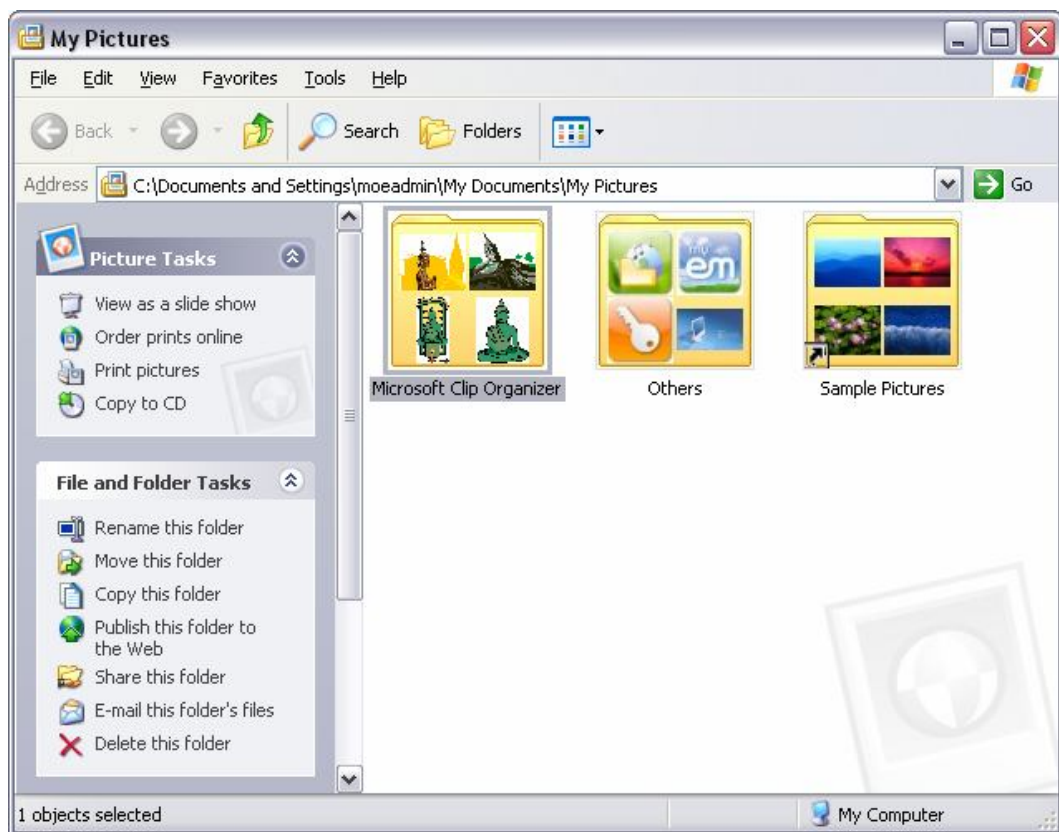 My Pictures
File Edit View Favorites Tools Help
Back Search Folders
Address C:\Documents and Settings\moeadmin\My Documents\My Pictures Go
Picture Tasks
View as a slide show
Order prints online
Print pictures
Copy to CD
File and Folder Tasks
Rename this folder
Move this folder
Copy this folder
Publish this folder to
the Web
Share this folder
E-mail this folder's files
Delete this folder
my
em
Microsoft Clip Organizer Others Sample Pictures
1 objects selected My Computer